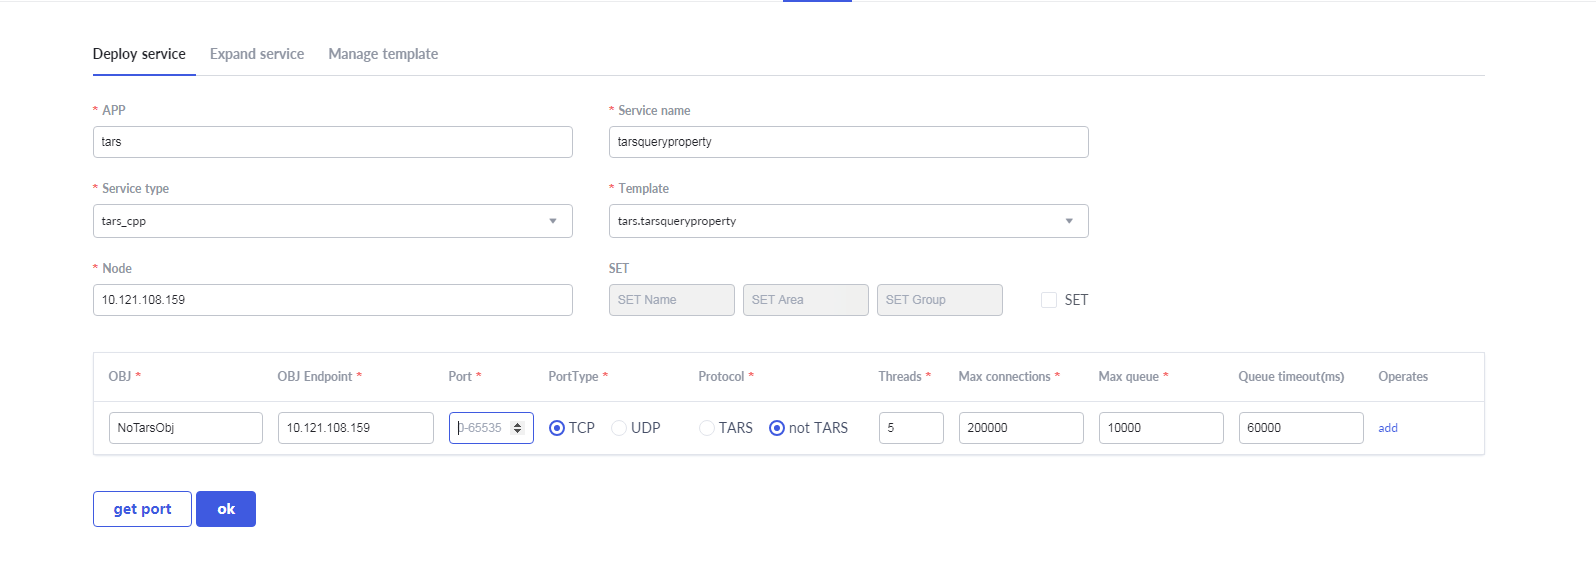 Deploy service Expand service Manage template
* APP * Service name
tars tarsqueryproperty
* Service type * Template
tars_cpp tars.tarsqueryproperty
* Node SET
10.121.108.159 SET Name SET Area SET Group SET
OBJ * OBJ Endpoint * Port * PortType * Protocol * Threads * Max connections * Max queue * Queue timeout(ms) Operates
NoTarsObj 10.121.108.159 0-65535 TCP UDP TARS not TARS 5 200000 10000 60000 add
get port ok